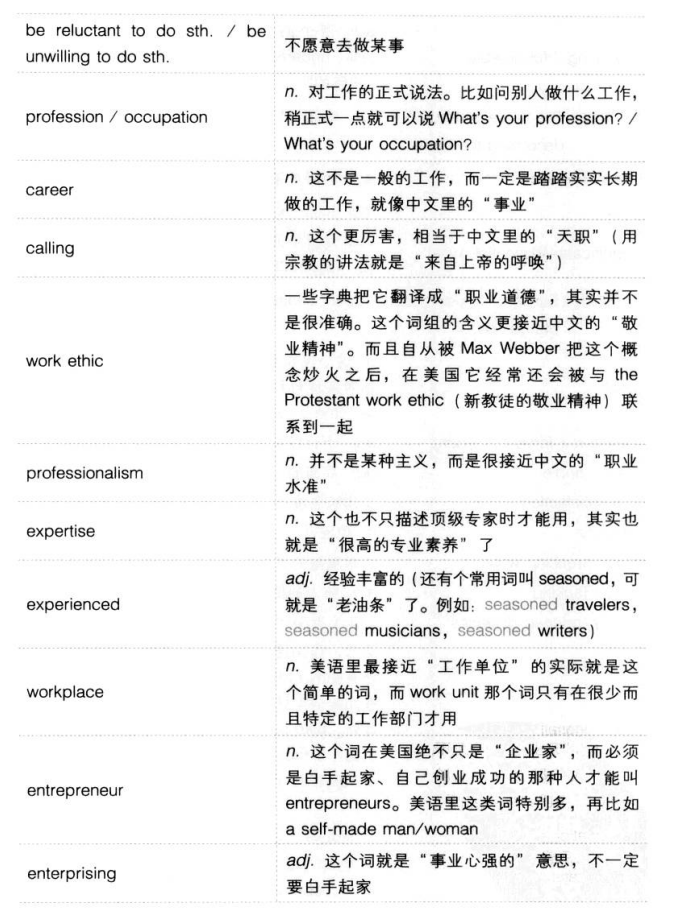 be reluctant to do sth. / be
unwilling to do sth.
不愿意去做某事
profession / occupation
n. 对工作的正式说法。比如问别人做什么工作，
稍正式一点就可以说 What's your profession? /
What's your occupation?
career
n. 这不是一般的工作，而一定是踏踏实实长期
做的工作，就像中文里的“事业”
calling
n. 这个更厉害，相当于中文里的“天职”（用
宗教的讲法就是“来自上帝的呼唤”）
work ethic
一些字典把它翻译成“职业道德”，其实并不
是很准确。这个词组的含义更接近中文的“敬
业精神”。而且自从被 Max Webber 把这个概
念炒火之后，在美国它经常还会被与 the
Protestant work ethic（新教徒的敬业精神）联
系到一起
professionalism
n. 并不是某种主义，而是很接近中文的“职业
水准”
expertise
n. 这个也不只描述顶级专家时才能用，其实也
就是“很高的专业素养”了
experienced
adj. 经验丰富的（还有个常用词叫 seasoned，可
就是“老油条”了。例如：seasoned travelers，
seasoned musicians，seasoned writers）
workplace
n. 美语里最接近“工作单位”的实际就是这
个简单的词，而 work unit 那个词只有在很少而
且特定的工作部门才用
entrepreneur
n. 这个词在美国绝不只是“企业家”，而必须
是白手起家、自己创业成功的那种人才能叫
entrepreneurs。美语里这类词特别多，再比如
a self-made man/woman
enterprising
adj. 这个词就是“事业心强的”意思，不一定
要白手起家